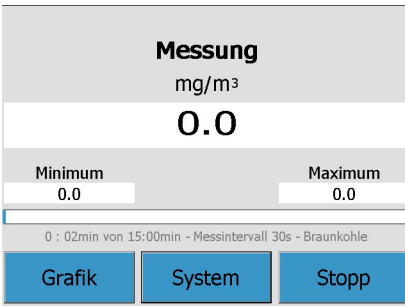 Messung
mg/m³
0.0
Minimum Maximum
0.0 0.0
0 : 02min von 15:00min - Messintervall 30s - Braunkohle
Grafik System Stopp